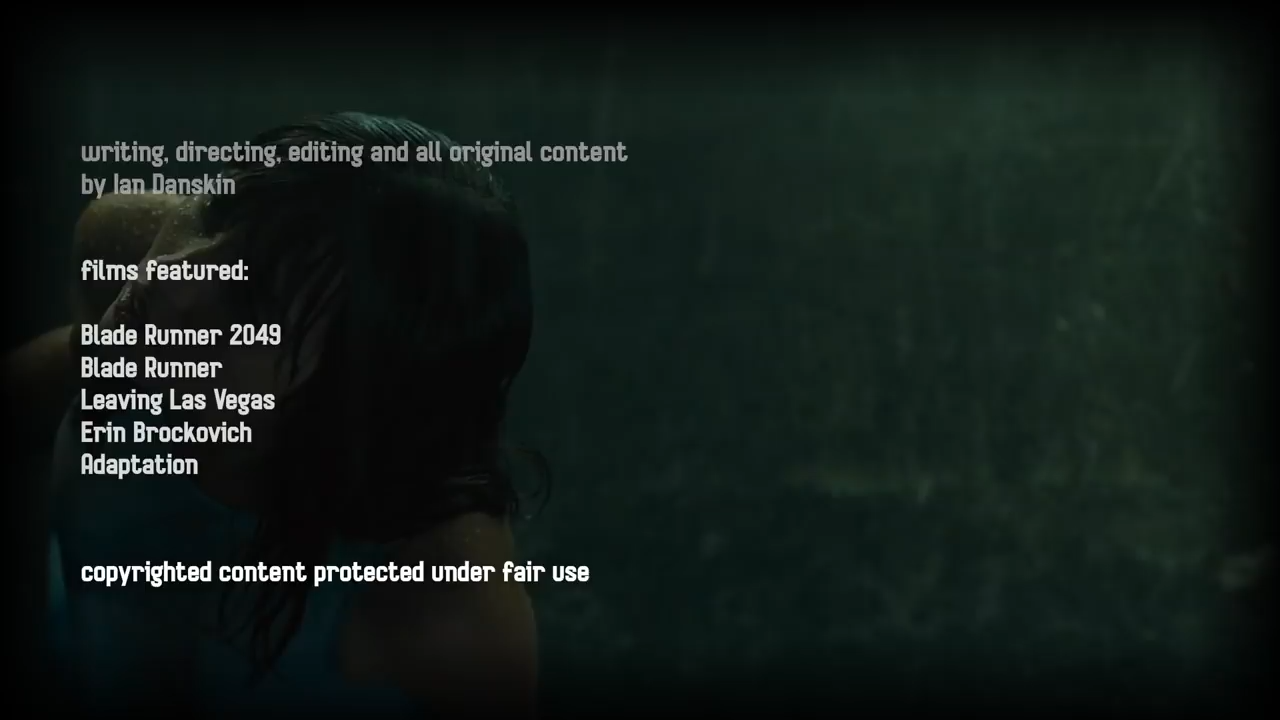 writing, directing, editing and all original content
by Ian Danskin
films featured:
Blade Runner 2049
Blade Runner
Leaving Las Vegas
Erin Brockovich
Adaptation
copyrighted content protected under fair use